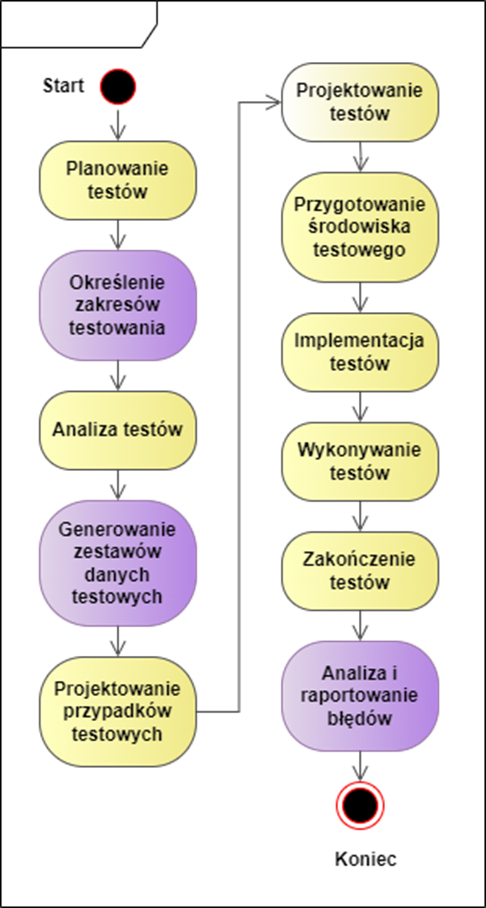 Start
Planowanie
testów
Określenie
zakresów
testowania
Analiza testów
Generowanie
zestawów
danych
testowych
Projektowanie
przypadków
testowych
Projektowanie
testów
Przygotowanie
środowiska
testowego
Implementacja
testów
Wykonywanie
testów
Zakończenie
testów
Analiza i
raportowanie
błędów
Koniec